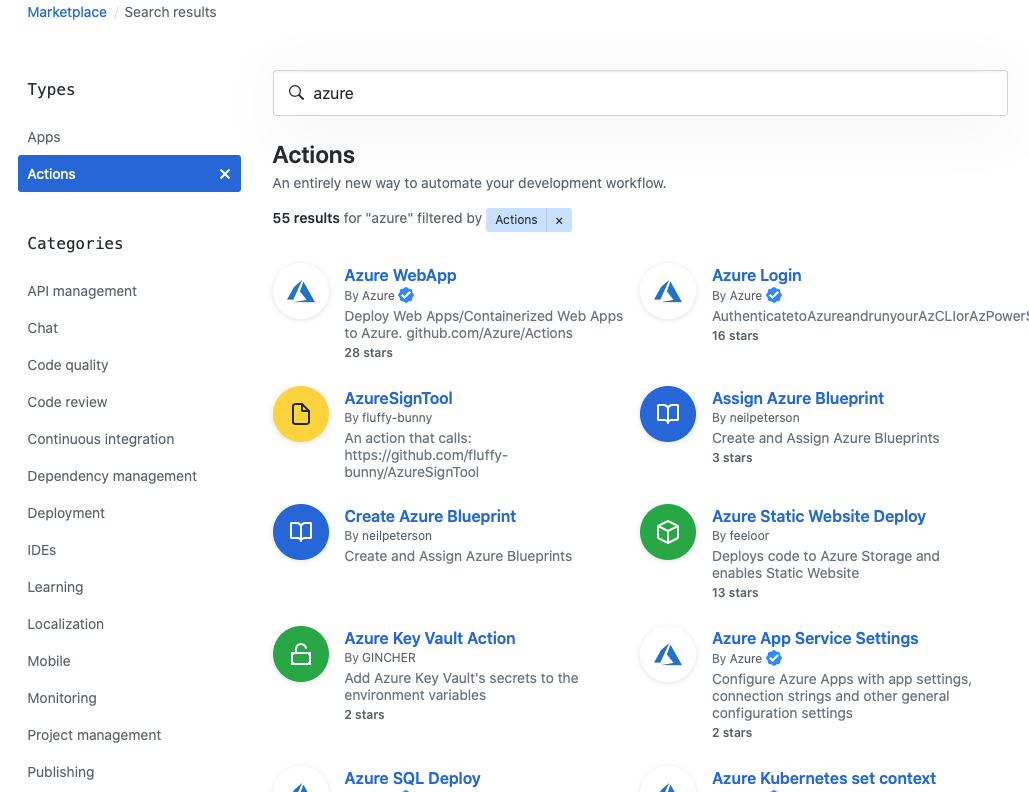 Marketplace / Search results
Types
Apps
Actions ×
Categories
API management
Chat
Code quality
Code review
Continuous integration
Dependency management
Deployment
IDEs
Learning
Localization
Mobile
Monitoring
Project management
Publishing
azure
Actions
An entirely new way to automate your development workflow.
55 results for "azure" filtered by Actions ×
Azure WebApp
By Azure
Deploy Web Apps/Containerized Web Apps
to Azure. github.com/Azure/Actions
28 stars
Azure Login
By Azure
AuthenticatetoAzureandrunyourAzCLIorAzPowerS
16 stars
AzureSignTool
By fluffy-bunny
An action that calls:
https://github.com/fluffy-
bunny/AzureSignTool
Assign Azure Blueprint
By neilpeterson
Create and Assign Azure Blueprints
3 stars
Create Azure Blueprint
By neilpeterson
Create and Assign Azure Blueprints
Azure Static Website Deploy
By feeloor
Deploys code to Azure Storage and
enables Static Website
13 stars
Azure Key Vault Action
By GINCHER
Add Azure Key Vault's secrets to the
environment variables
2 stars
Azure App Service Settings
By Azure
Configure Azure Apps with app settings,
connection strings and other general
configuration settings
2 stars
Azure SQL Deploy
Azure Kubernetes set context